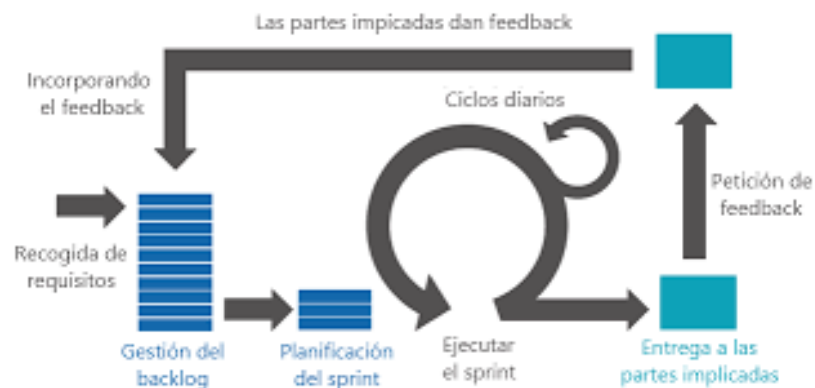 Las partes impicadas dan feedback
Incorporando
el feedback
Ciclos diarios
Petición de
feedback
Recogida de
requisitos
Gestión del
backlog
Planificación
del sprint
Ejecutar
el sprint
Entrega a las
partes implicadas